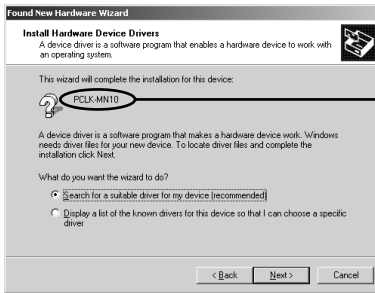 Found New Hardware Wizard
Install Hardware Device Drivers
A device driver is a software program that enables a hardware device to work with
an operating system.
This wizard will complete the installation for this device:
PCLK-MN10
A device driver is a software program that makes a hardware device work. Windows
needs driver files for your new device. To locate driver files and complete the
installation click Next.
What do you want the wizard to do?
Search for a suitable driver for my device (recommended)
Display a list of the known drivers for this device so that I can choose a specific
driver
< Back Next > Cancel